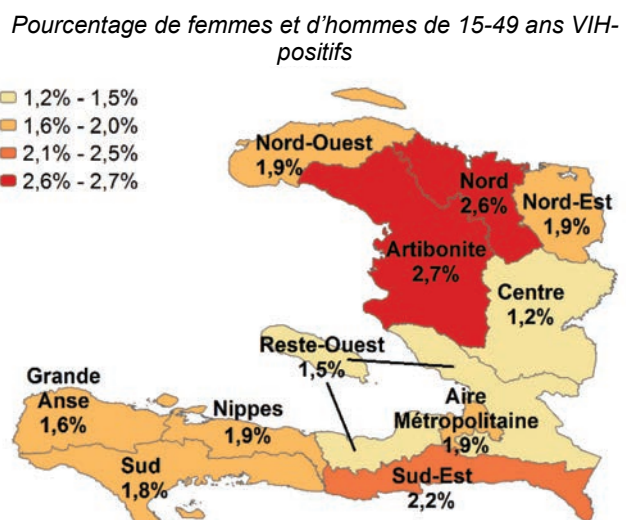 Pourcentage de femmes et d’hommes de 15-49 ans VIH-
positifs
1,2% - 1,5%
1,6% - 2,0%
2,1% - 2,5%
2,6% - 2,7%
Nord-Ouest
1,9%
Nord
2,6%
Nord-Est
1,9%
Artibonite
2,7%
Centre
1,2%
Reste-Ouest
1,5%
Grande
Anse
1,6%
Nippes
1,9%
Aire
Métropolitaine
1,9%
Sud
1,8%
Sud-Est
2,2%